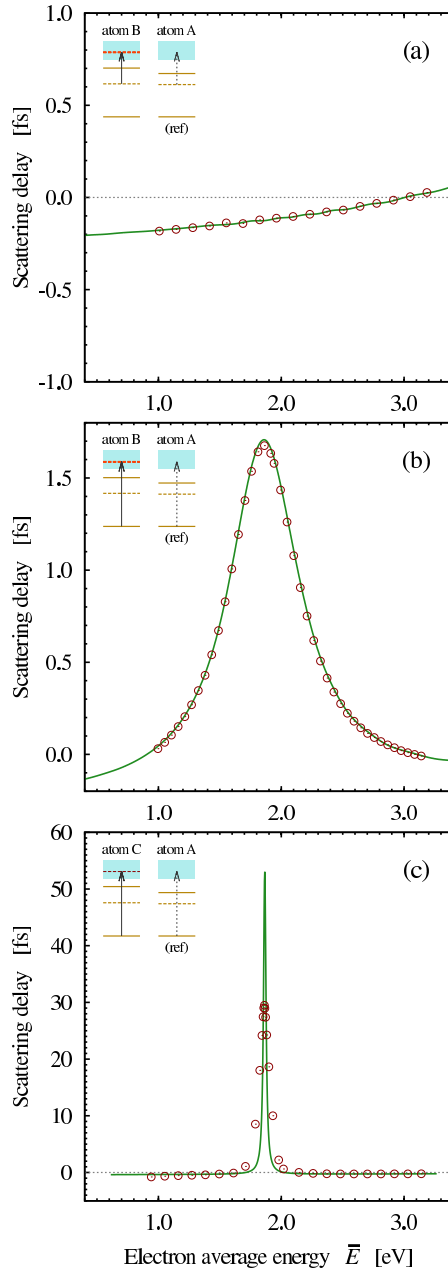 1.0
atom B atom A
(a)
(ref)
0.5
0.0
-0.5
-1.0
Scattering delay [fs]
1.0 2.0 3.0
atom B atom A
(b)
(ref)
1.5
1.0
0.5
0.0
Scattering delay [fs]
1.0 2.0 3.0
60
atom C atom A
(c)
(ref)
50
40
30
20
10
0
Scattering delay [fs]
1.0 2.0 3.0
Electron average energy E̅ [eV]